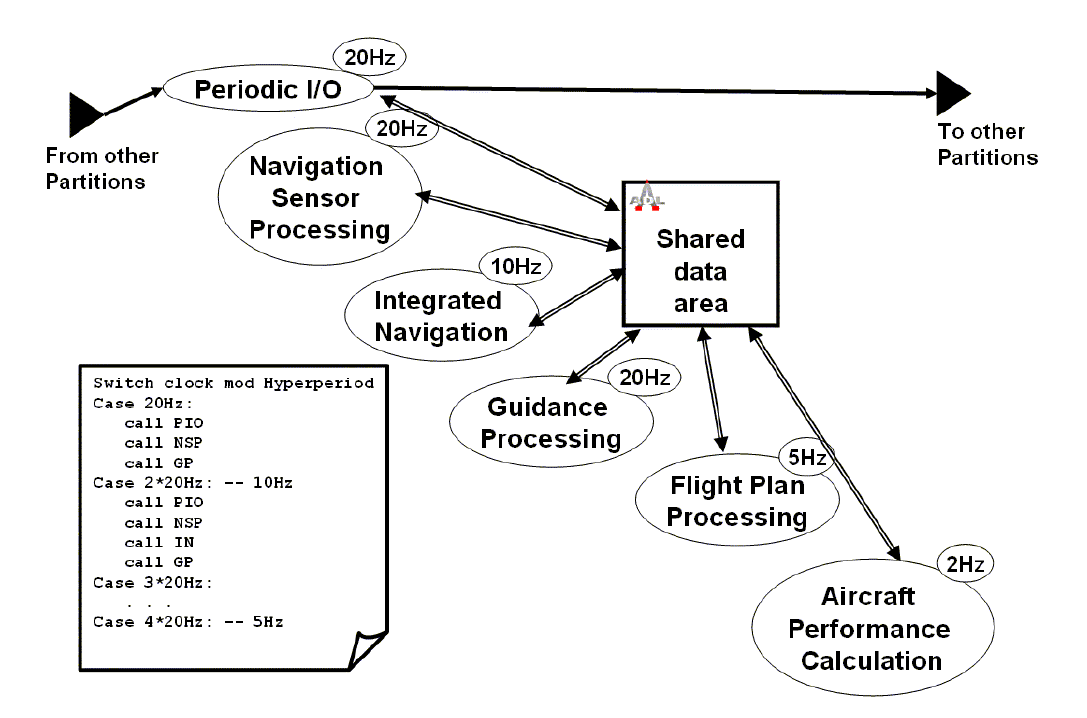 20Hz
Periodic I/O
From other
Partitions
To other
Partitions
20Hz
Navigation
Sensor
Processing
ADL
Shared
data
area
10Hz
Integrated
Navigation
20Hz
Guidance
Processing
5Hz
Flight Plan
Processing
2Hz
Aircraft
Performance
Calculation
Switch clock mod Hyperperiod
Case 20Hz:
call PIO
call NSP
call GP
Case 2*20Hz: -- 10Hz
call PIO
call NSP
call IN
call GP
Case 3*20Hz:
. . .
Case 4*20Hz: -- 5Hz